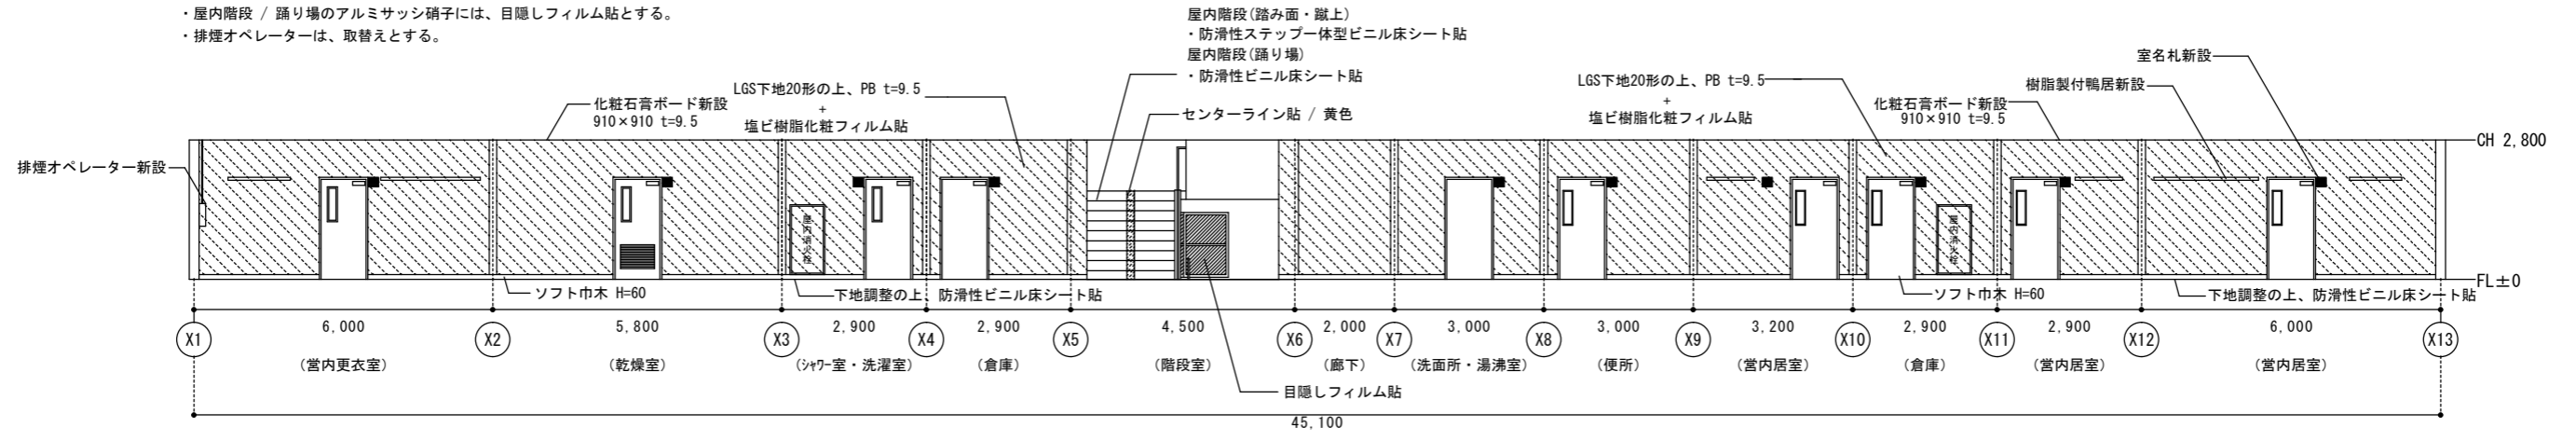 ・屋内階段 / 踊り場のアルミサッシ硝子には、目隠しフィルム貼とする。
・排煙オペレーターは、取替えとする。
屋内階段(踏み面・蹴上)
・防滑性ステップ一体型ビニル床シート貼
屋内階段(踊り場)
・防滑性ビニル床シート貼
センターライン貼 / 黄色
化粧石膏ボード新設
910×910 t=9.5
LGS下地20形の上、PB t=9.5
+
塩ビ樹脂化粧フィルム貼
LGS下地20形の上、PB t=9.5
+
塩ビ樹脂化粧フィルム貼
化粧石膏ボード新設
910×910 t=9.5
室名札新設
樹脂製付鴨居新設
CH 2,800
排煙オペレーター新設
屋内消火栓
屋内消火栓
FL±0
ソフト巾木 H=60
下地調整の上、防滑性ビニル床シート貼
ソフト巾木 H=60
下地調整の上、防滑性ビニル床シート貼
6,000
5,800
2,900
2,900
4,500
2,000
3,000
3,000
3,200
2,900
2,900
6,000
X1
X2
X3
X4
X5
X6
X7
X8
X9
X10
X11
X12
X13
(営内更衣室)
(乾燥室)
(ｼｬﾜｰ室・洗濯室)
(倉庫)
(階段室)
(廊下)
(洗面所・湯沸室)
(便所)
(営内居室)
(倉庫)
(営内居室)
(営内居室)
目隠しフィルム貼
45,100